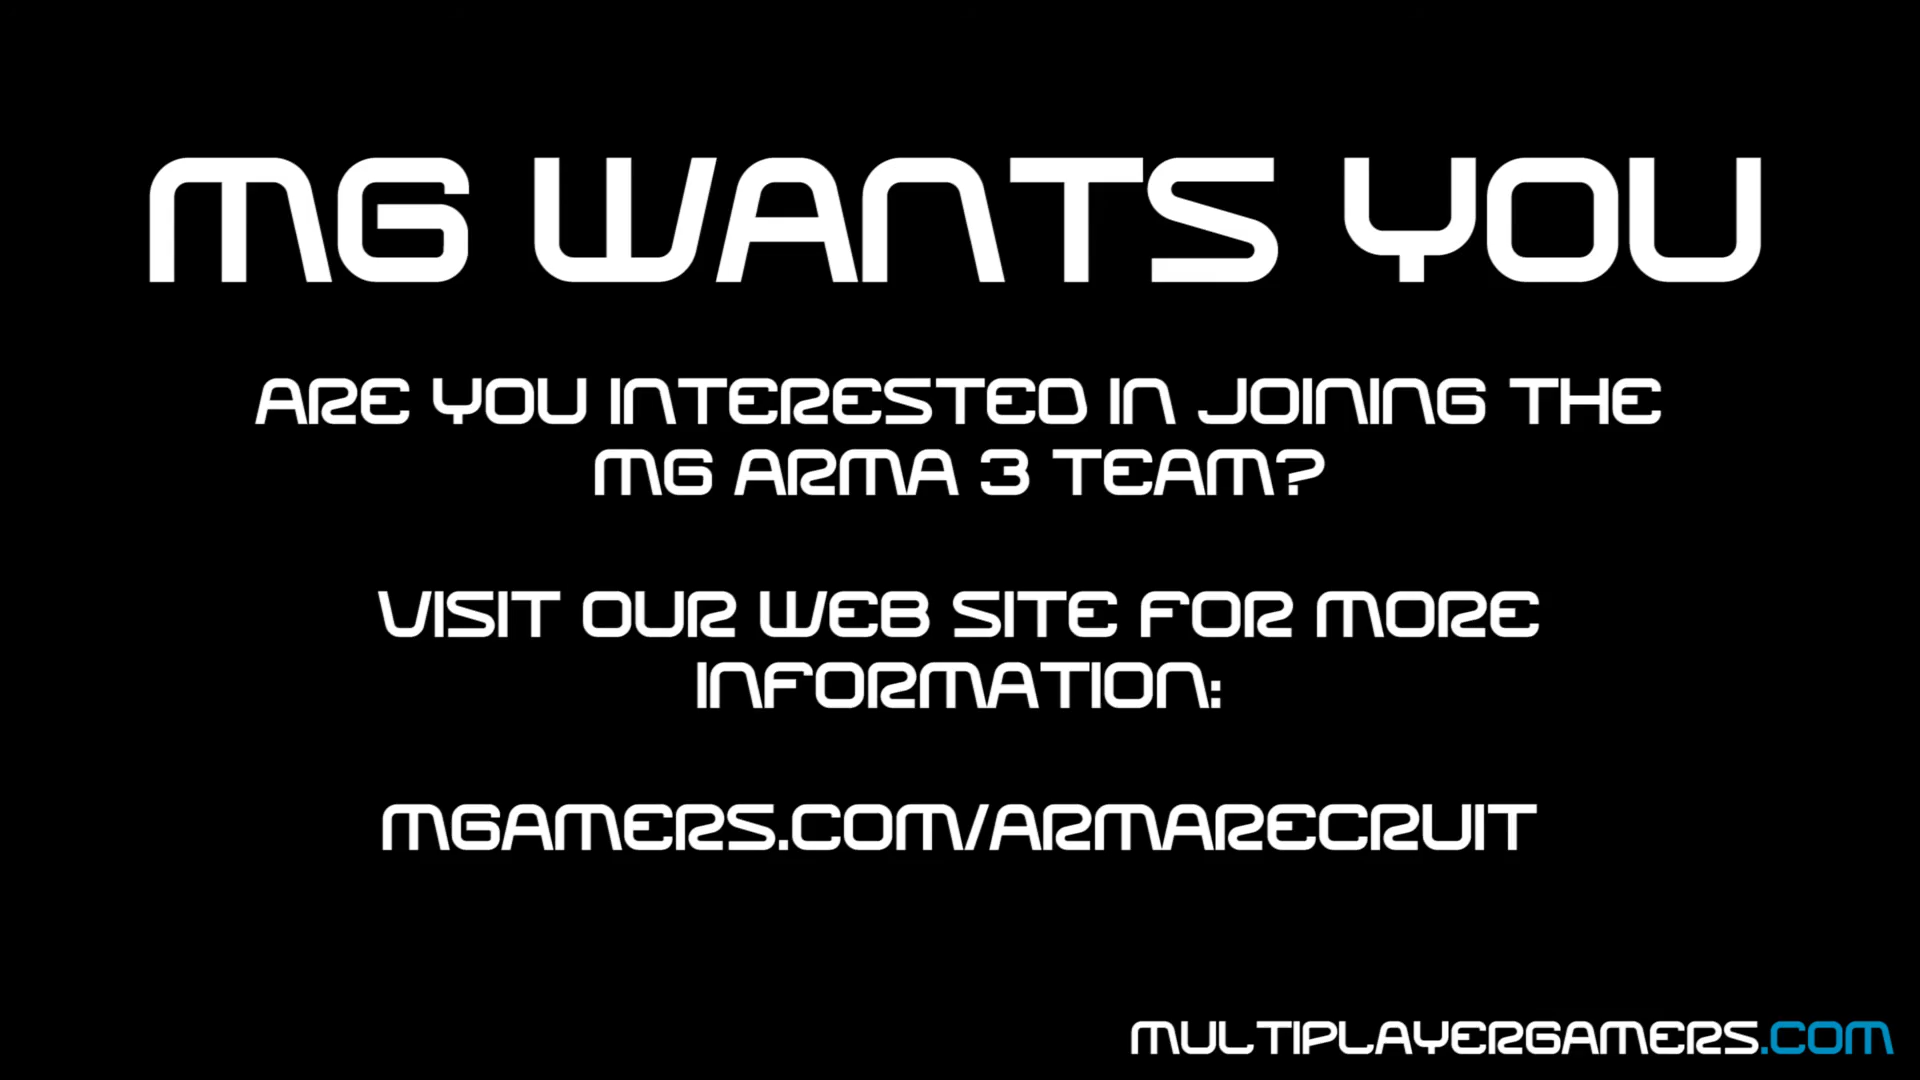 MG WANTS YOU
ARE YOU INTERESTED IN JOINING THE
MG ARMA 3 TEAM?
VISIT OUR WEB SITE FOR MORE
INFORMATION:
MGAMERS.COM/ARMARECRUIT
MULTIPLAYERGAMERS.COM